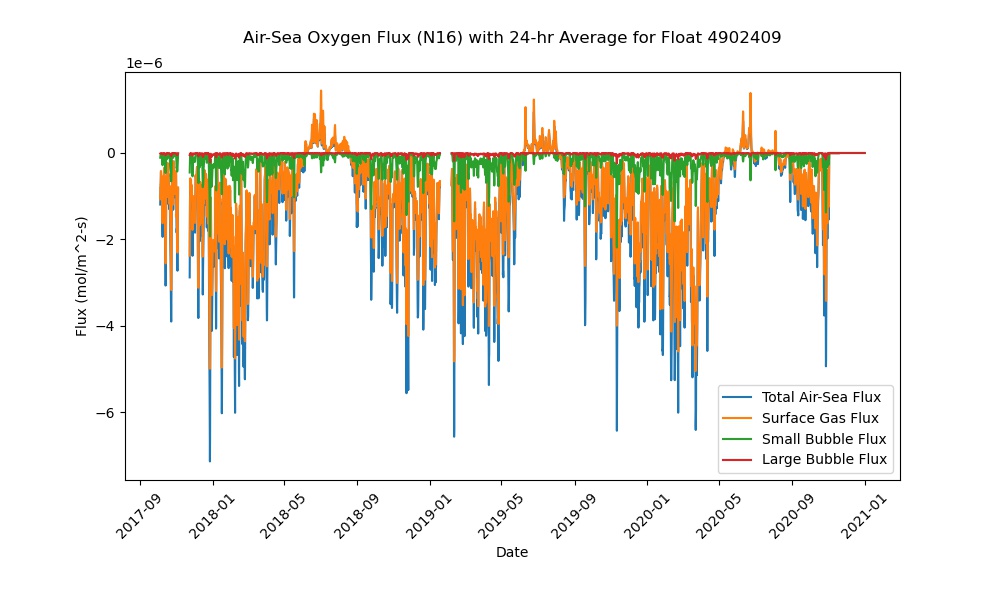 Air-Sea Oxygen Flux (N16) with 24-hr Average for Float 4902409
1e−6
Flux (mol/m^2-s)
0
−2
−4
−6
Total Air-Sea Flux
Surface Gas Flux
Small Bubble Flux
Large Bubble Flux
2017-09
2018-01
2018-05
2018-09
2019-01
2019-05
2019-09
2020-01
2020-05
2020-09
2021-01
Date